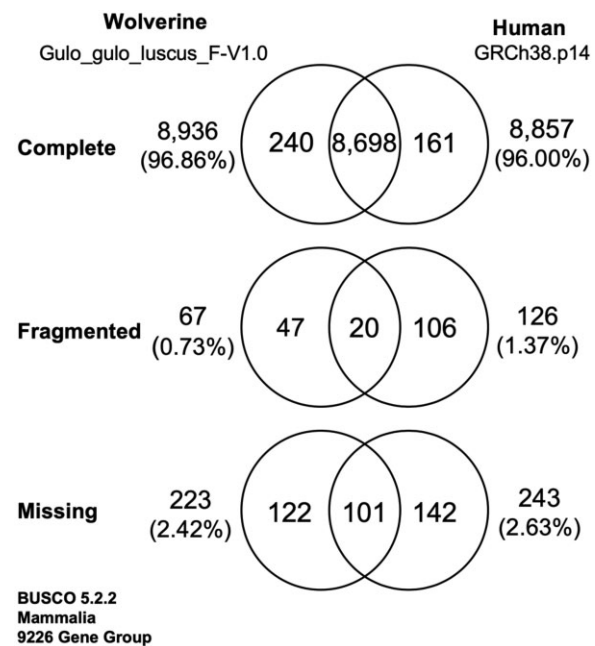 Wolverine
Gulo_gulo_luscus_F-V1.0
Human
GRCh38.p14
Complete
8,936
(96.86%)
240
8,698
161
8,857
(96.00%)
Fragmented
67
(0.73%)
47
20
106
126
(1.37%)
Missing
223
(2.42%)
122
101
142
243
(2.63%)
BUSCO 5.2.2
Mammalia
9226 Gene Group